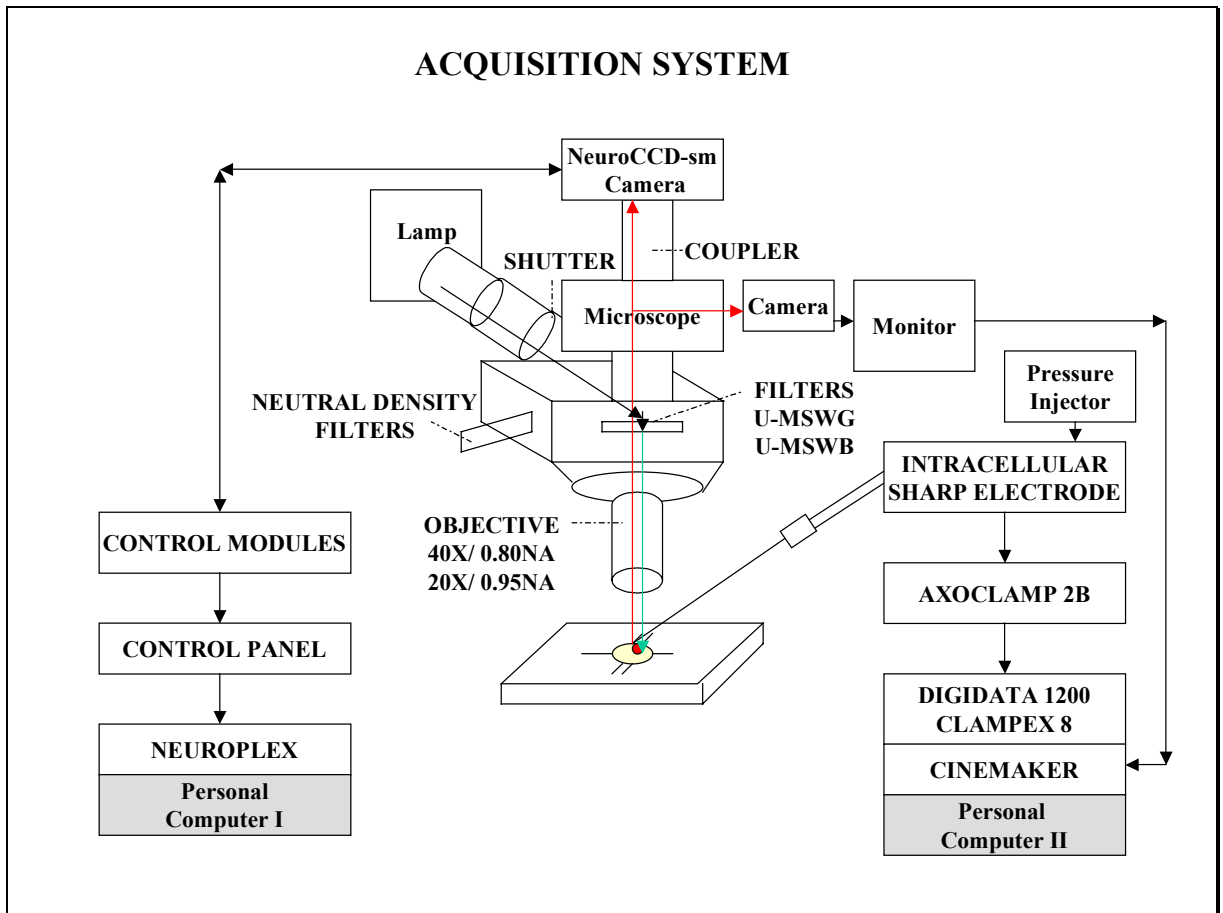 ACQUISITION SYSTEM
NeuroCCD-sm
Camera
Lamp
SHUTTER
COUPLER
Microscope
Camera
Monitor
Pressure
Injector
NEUTRAL DENSITY
FILTERS
FILTERS
U-MSWG
U-MSWB
INTRACELLULAR
SHARP ELECTRODE
OBJECTIVE
40X/ 0.80NA
20X/ 0.95NA
CONTROL MODULES
AXOCLAMP 2B
CONTROL PANEL
DIGIDATA 1200
CLAMPEX 8
NEUROPLEX
CINEMAKER
Personal
Computer I
Personal
Computer II